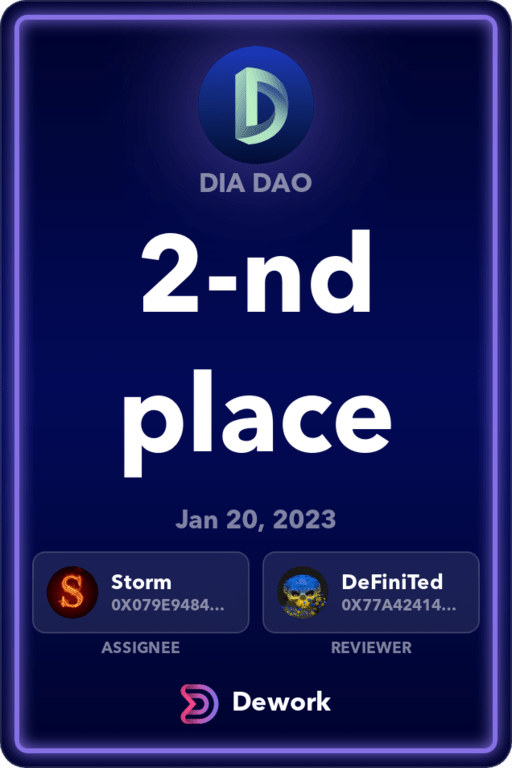 DIA DAO
2-nd
place
Jan 20, 2023
Storm
0X079E9484...
DeFiniTed
0X77A42414...
ASSIGNEE
REVIEWER
Dework